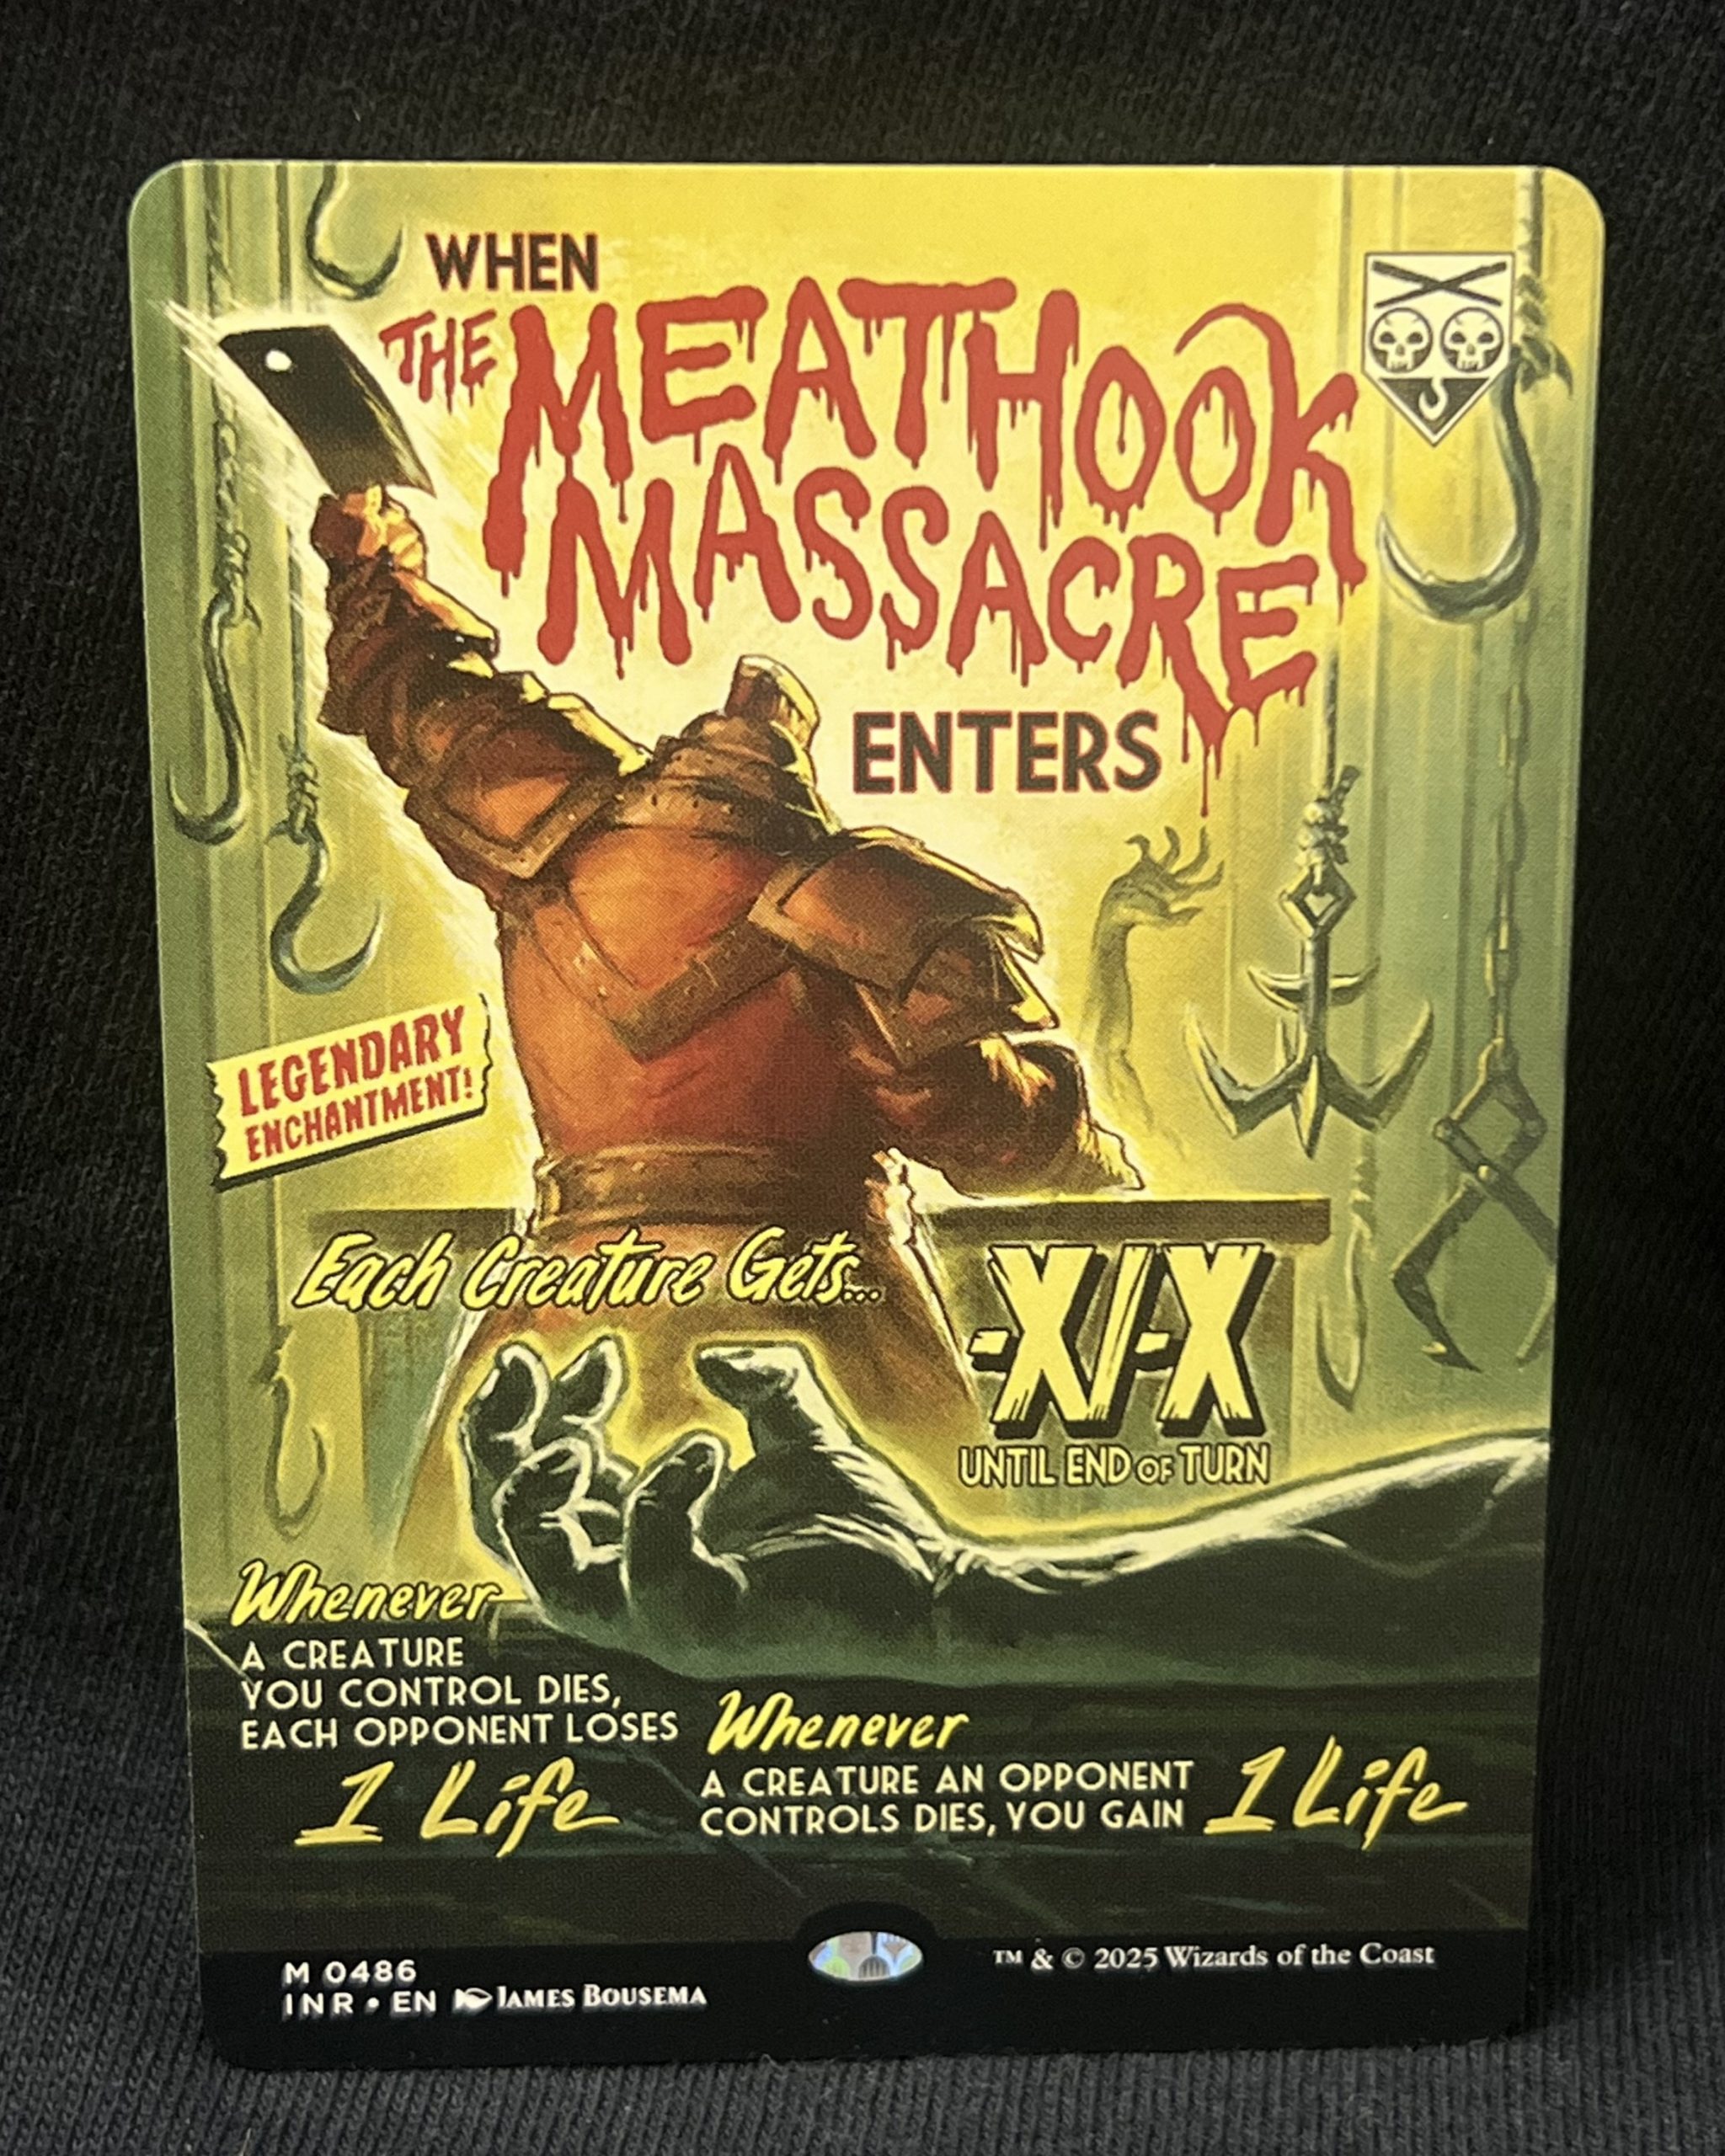 WHEN
THE MEATHOOK
MASSACRE
ENTERS
LEGENDARY
ENCHANTMENT!
Each Creature Gets...
-X/-X
UNTIL END OF TURN
Whenever
A CREATURE
YOU CONTROL DIES,
EACH OPPONENT LOSES
1 Life
Whenever
A CREATURE AN OPPONENT
CONTROLS DIES, YOU GAIN
1 Life
M 0486
INR • EN JAMES BOUSEMA
™ & © 2025 Wizards of the Coast